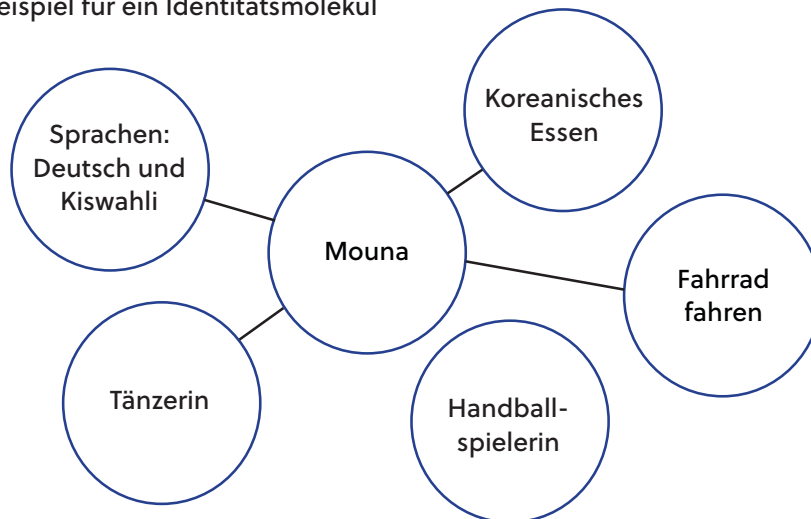 eispiel für ein Identitätsmolekül
Sprachen:
Deutsch und
Kiswahli
Koreanisches
Essen
Mouna
Fahrrad
fahren
Tänzerin
Handball-
spielerin